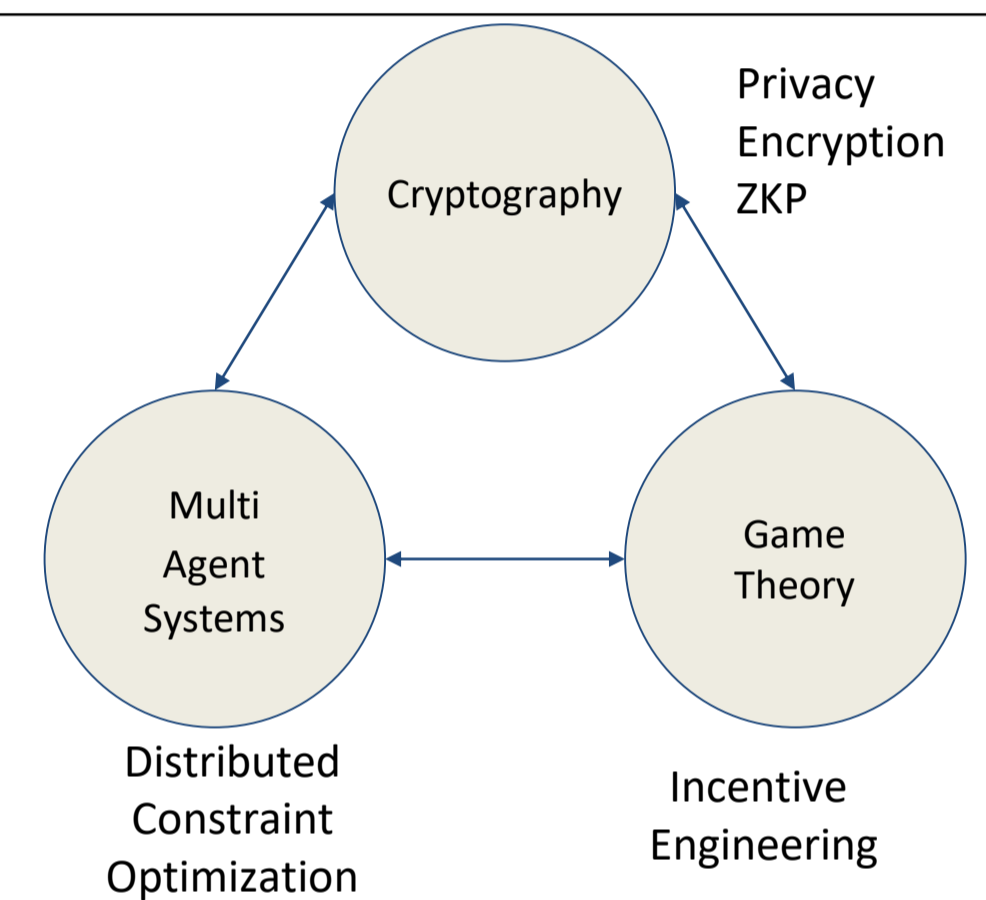 Privacy
Encryption
ZKP
Cryptography
Multi
Agent
Systems
Game
Theory
Distributed
Constraint
Optimization
Incentive
Engineering